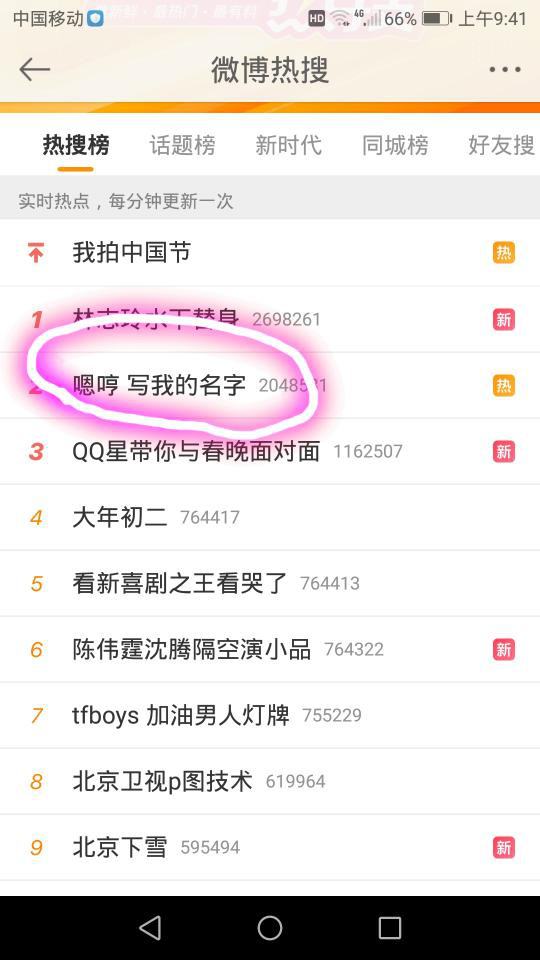 中国移动 HD 4G 66% 上午9:41
微博热搜
热搜榜 话题榜 新时代 同城榜 好友搜
实时热点，每分钟更新一次
我拍中国节 热
1 林志玲水下替身 2698261 新
2 嗯哼 写我的名字 2048531 热
3 QQ星带你与春晚面对面 1162507 新
4 大年初二 764417
5 看新喜剧之王看哭了 764413
6 陈伟霆沈腾隔空演小品 764322 新
7 tfboys 加油男人灯牌 755229
8 北京卫视p图技术 619964
9 北京下雪 595494 新